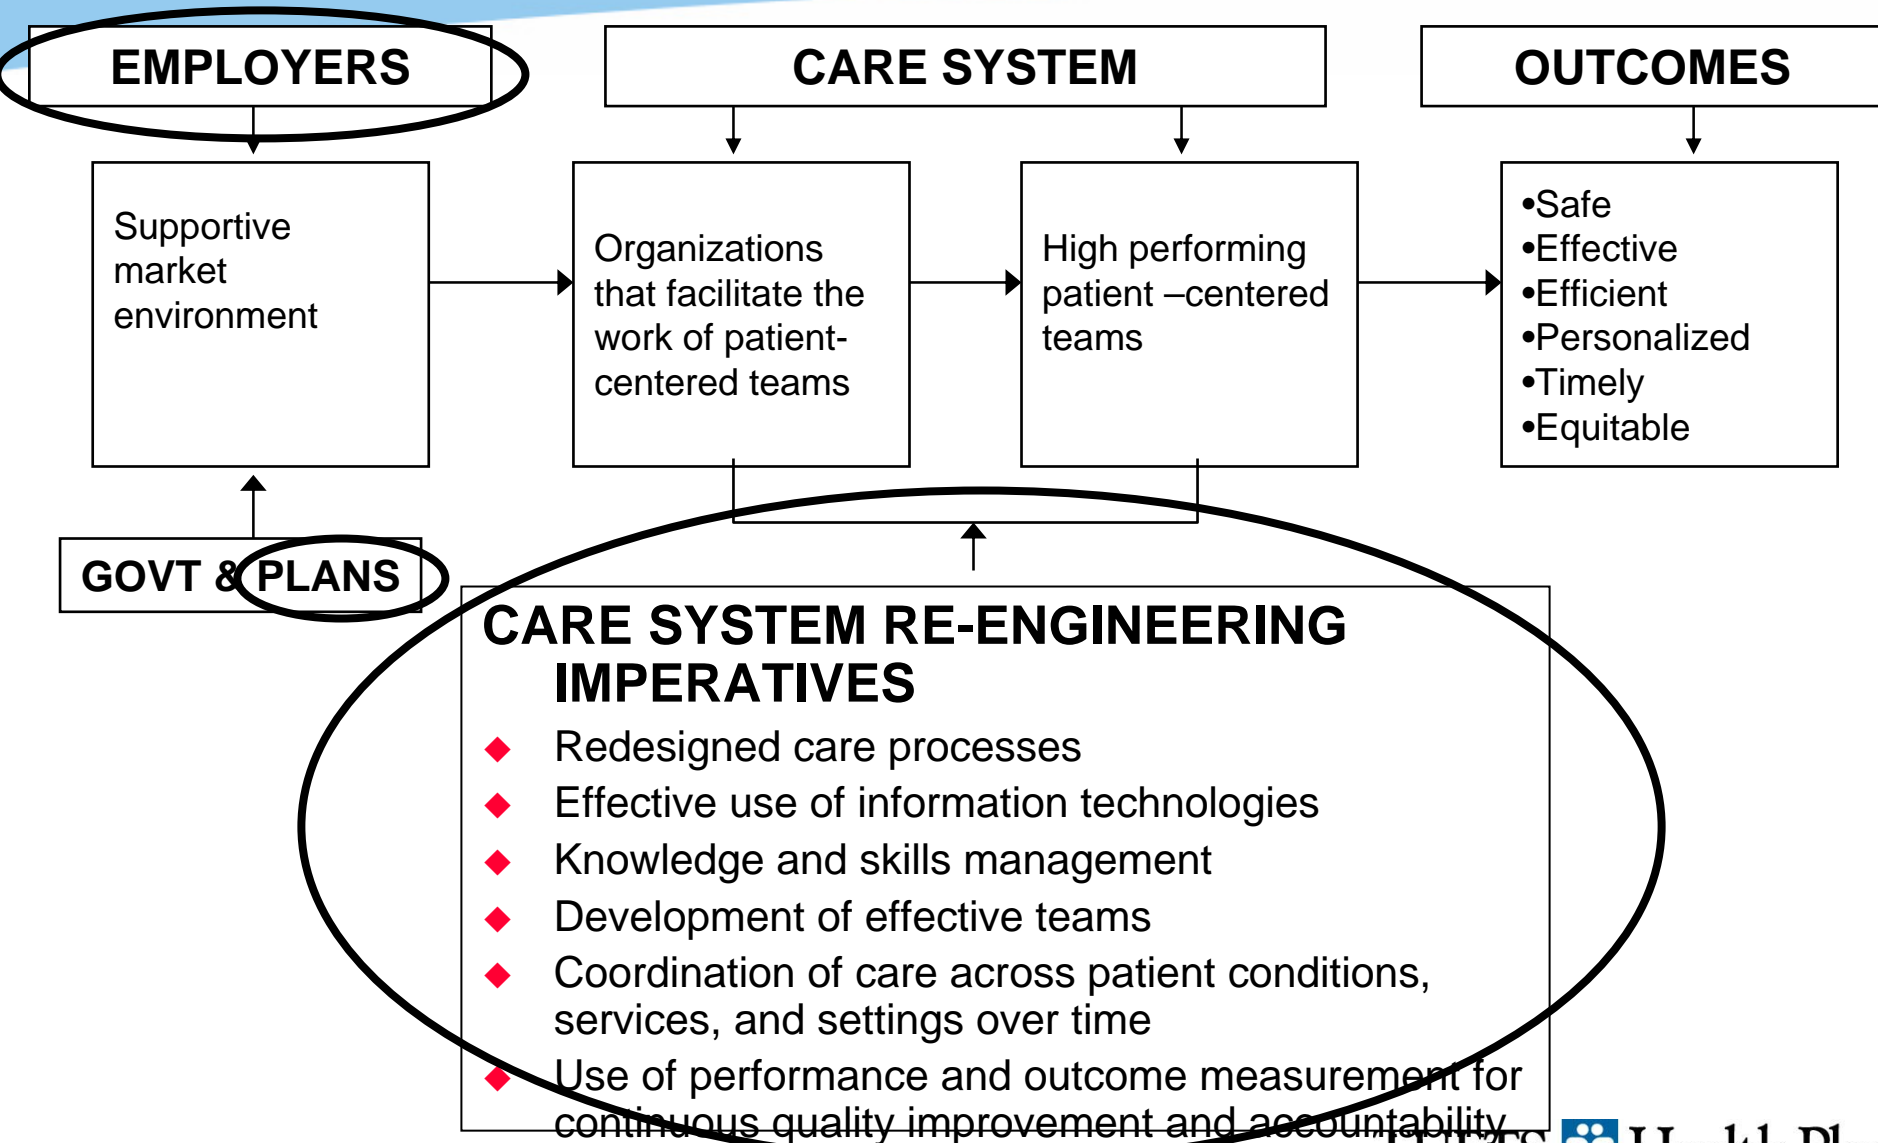 EMPLOYERS
CARE SYSTEM
OUTCOMES
Supportive
market
environment
Organizations
that facilitate the
work of patient-
centered teams
High performing
patient –centered
teams
•Safe
•Effective
•Efficient
•Personalized
•Timely
•Equitable
GOVT & PLANS
CARE SYSTEM RE-ENGINEERING
IMPERATIVES
Redesigned care processes
Effective use of information technologies
Knowledge and skills management
Development of effective teams
Coordination of care across patient conditions,
services, and settings over time
Use of performance and outcome measurement for
continuous quality improvement and accountability
Health